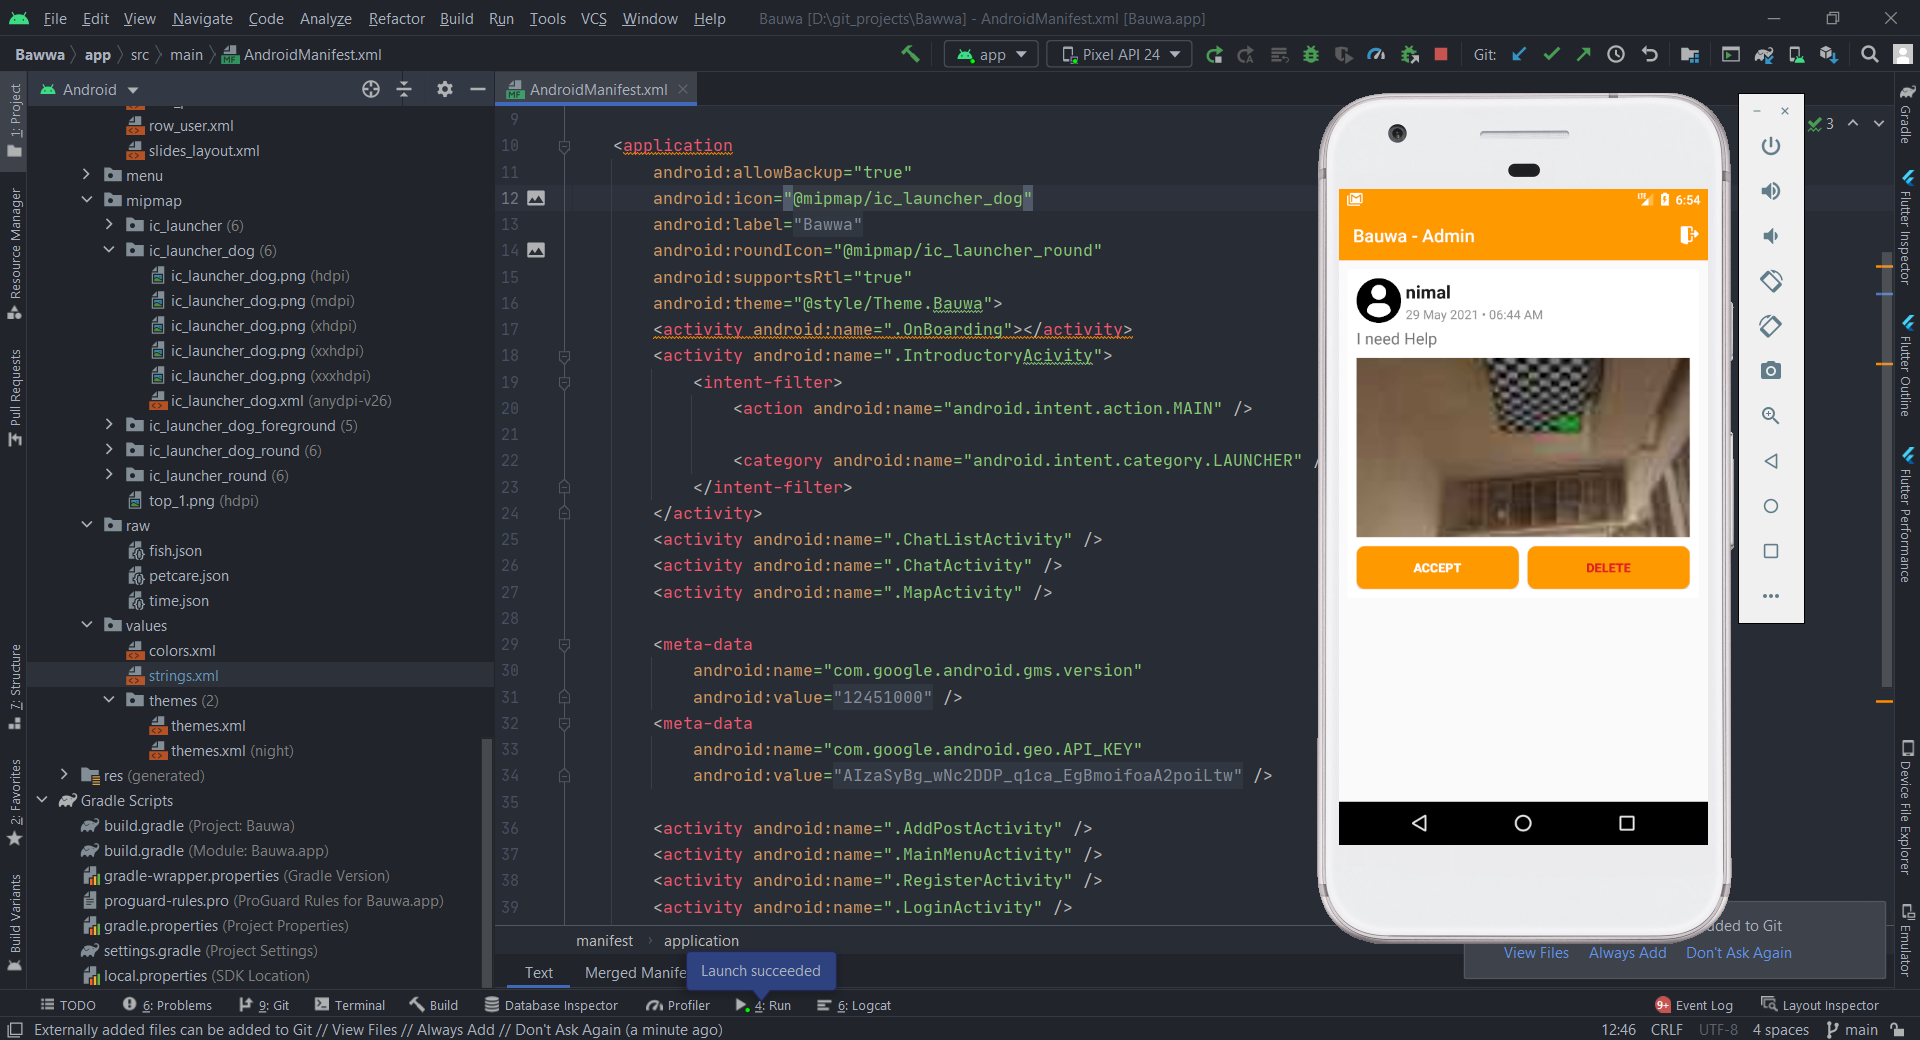 File Edit View Navigate Code Analyze Refactor Build Run Tools VCS Window Help Bauwa [D:\git_projects\Bawwa] - AndroidManifest.xml [Bauwa.app]
Bawwa app src main AndroidManifest.xml app Pixel API 24 Git:
Android
AndroidManifest.xml
row_user.xml
slides_layout.xml
menu
mipmap
ic_launcher (6)
ic_launcher_dog (6)
ic_launcher_dog.png (hdpi)
ic_launcher_dog.png (mdpi)
ic_launcher_dog.png (xhdpi)
ic_launcher_dog.png (xxhdpi)
ic_launcher_dog.png (xxxhdpi)
ic_launcher_dog.xml (anydpi-v26)
ic_launcher_dog_foreground (5)
ic_launcher_dog_round (6)
ic_launcher_round (6)
top_1.png (hdpi)
raw
fish.json
petcare.json
time.json
values
colors.xml
strings.xml
themes (2)
themes.xml
themes.xml (night)
res (generated)
Gradle Scripts
build.gradle (Project: Bauwa)
build.gradle (Module: Bauwa.app)
gradle-wrapper.properties (Gradle Version)
proguard-rules.pro (ProGuard Rules for Bauwa.app)
gradle.properties (Project Properties)
settings.gradle (Project Settings)
local.properties (SDK Location)
1: Project
Resource Manager
Pull Requests
7: Structure
2: Favorites
Build Variants
9
10 <application
11 android:allowBackup="true"
12 android:icon="@mipmap/ic_launcher_dog"
13 android:label="Bawwa"
14 android:roundIcon="@mipmap/ic_launcher_round"
15 android:supportsRtl="true"
16 android:theme="@style/Theme.Bauwa">
17 <activity android:name=".OnBoarding"></activity>
18 <activity android:name=".IntroductoryAcivity">
19 <intent-filter>
20 <action android:name="android.intent.action.MAIN" />
21
22 <category android:name="android.intent.category.LAUNCHER" /
23 </intent-filter>
24 </activity>
25 <activity android:name=".ChatListActivity" />
26 <activity android:name=".ChatActivity" />
27 <activity android:name=".MapActivity" />
28
29 <meta-data
30 android:name="com.google.android.gms.version"
31 android:value="12451000" />
32 <meta-data
33 android:name="com.google.android.geo.API_KEY"
34 android:value="AIzaSyBg_wNc2DDP_q1ca_EgBmoifoaA2poiLtw" />
35
36 <activity android:name=".AddPostActivity" />
37 <activity android:name=".MainMenuActivity" />
38 <activity android:name=".RegisterActivity" />
39 <activity android:name=".LoginActivity" />
manifest application
Text Merged Manife
Launch succeeded
6:54
Bauwa - Admin
nimal
29 May 2021 • 06:44 AM
I need Help
ACCEPT DELETE
3
Gradle
Flutter Inspector
Flutter Outline
Flutter Performance
Device File Explorer
Emulator
dded to Git
View Files Always Add Don't Ask Again
TODO 6: Problems 9: Git Terminal Build Database Inspector Profiler 4: Run 6: Logcat 9+ Event Log Layout Inspector
Externally added files can be added to Git // View Files // Always Add // Don't Ask Again (a minute ago) 12:46 CRLF UTF-8 4 spaces main